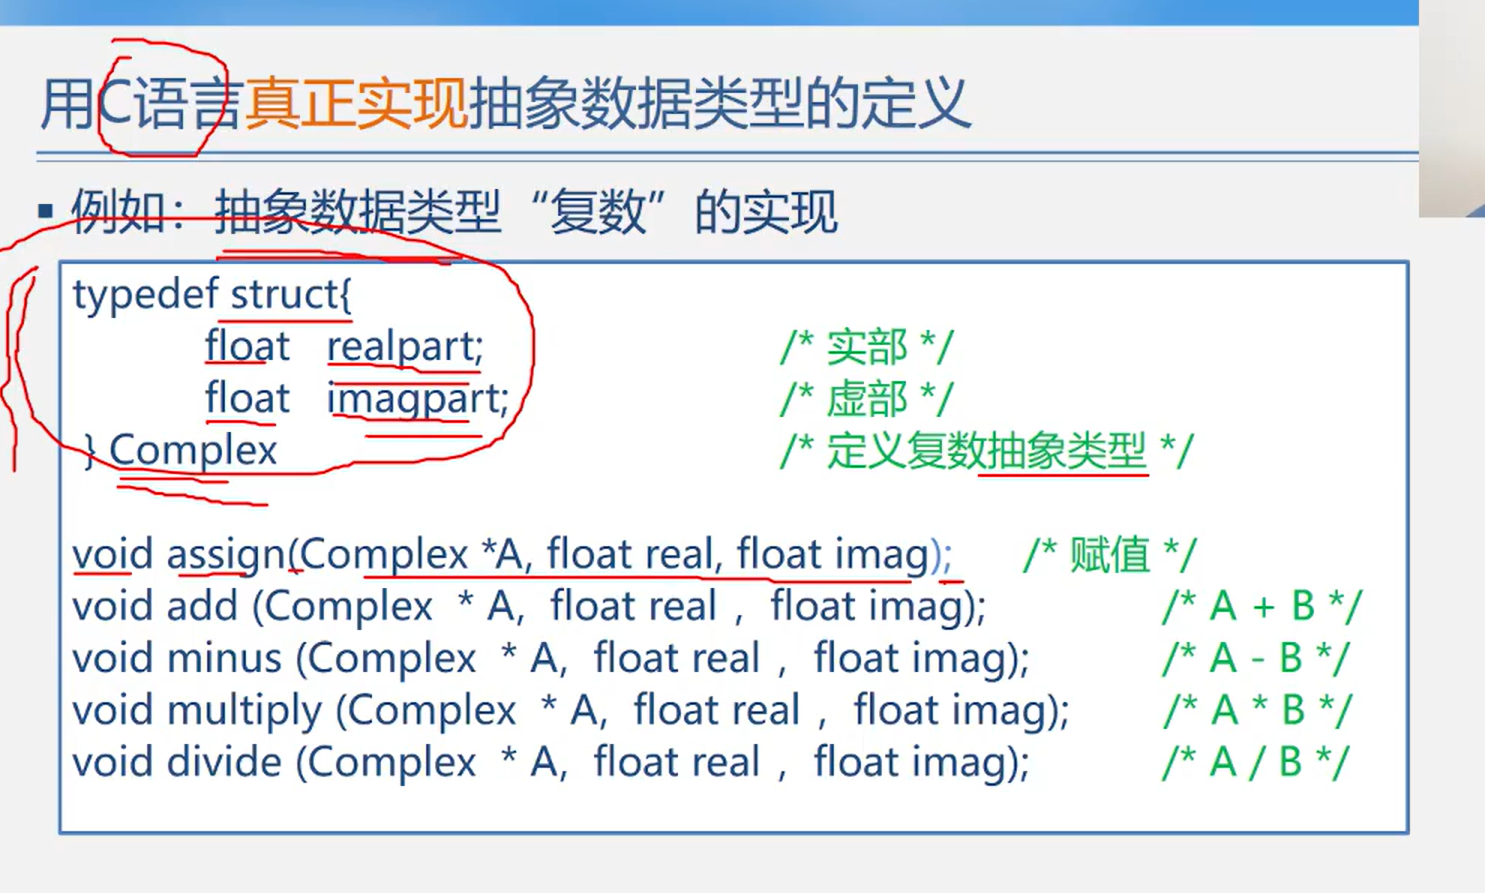 用C语言真正实现抽象数据类型的定义
▪ 例如：抽象数据类型“复数”的实现
typedef struct{
float realpart; /* 实部 */
float imagpart; /* 虚部 */
} Complex /* 定义复数抽象类型 */
void assign(Complex *A, float real, float imag); /* 赋值 */
void add (Complex * A, float real , float imag); /* A + B */
void minus (Complex * A, float real , float imag); /* A - B */
void multiply (Complex * A, float real , float imag); /* A * B */
void divide (Complex * A, float real , float imag); /* A / B */